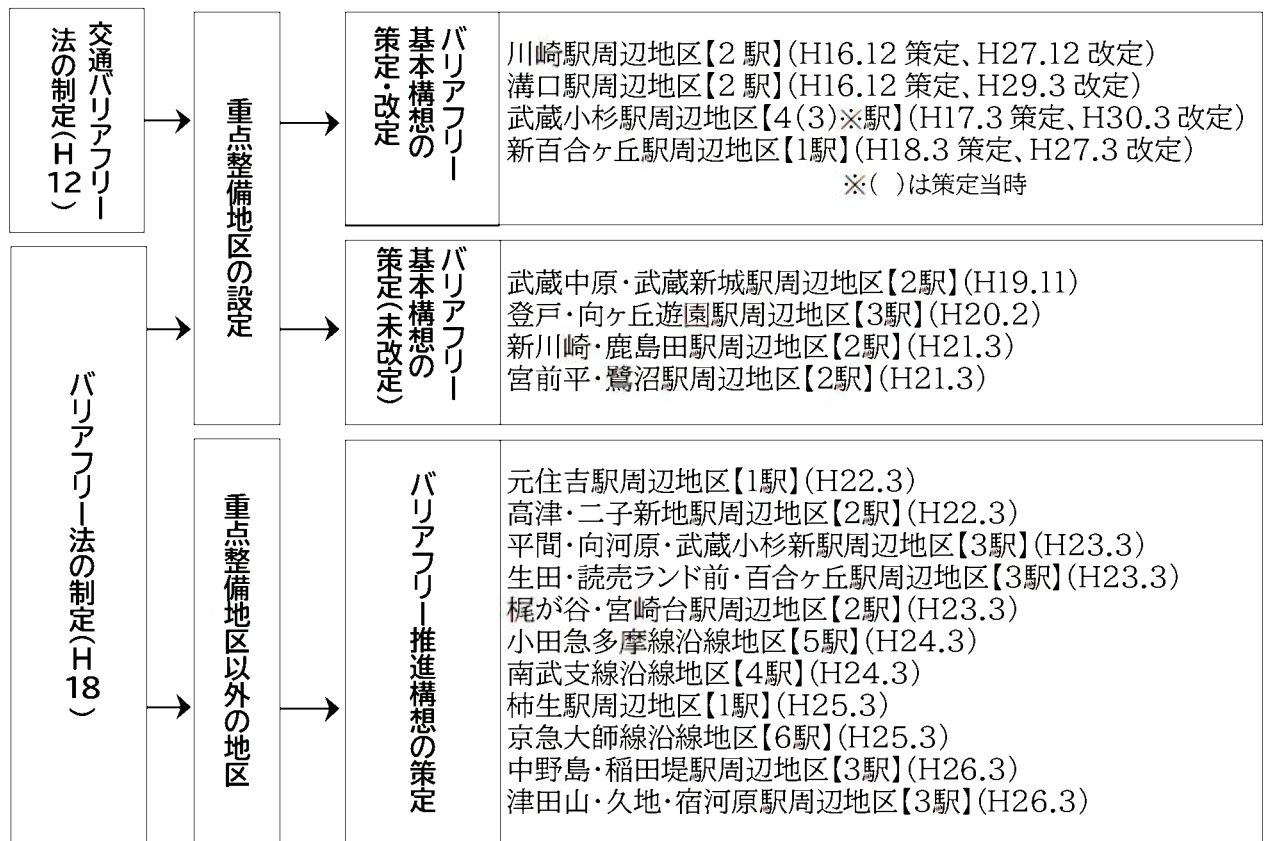 交通バリアフリー
法の制定(H12)
重点整備地区の設定
バリアフリー
基本構想の
策定・改定
川崎駅周辺地区【2駅】(H16.12 策定、H27.12 改定)
溝口駅周辺地区【2駅】(H16.12 策定、H29.3 改定)
武蔵小杉駅周辺地区【4(3)※駅】(H17.3 策定、H30.3 改定)
新百合ヶ丘駅周辺地区【1駅】(H18.3 策定、H27.3 改定)
※( )は策定当時
バリアフリー法の制定(H18)
バリアフリー
基本構想の
策定(未改定)
武蔵中原・武蔵新城駅周辺地区【2駅】(H19.11)
登戸・向ヶ丘遊園駅周辺地区【3駅】(H20.2)
新川崎・鹿島田駅周辺地区【2駅】(H21.3)
宮前平・鷺沼駅周辺地区【2駅】(H21.3)
重点整備地区以外の地区
バリアフリー推進構想の策定
元住吉駅周辺地区【1駅】(H22.3)
高津・二子新地駅周辺地区【2駅】(H22.3)
平間・向河原・武蔵小杉新駅周辺地区【3駅】(H23.3)
生田・読売ランド前・百合ヶ丘駅周辺地区【3駅】(H23.3)
梶が谷・宮崎台駅周辺地区【2駅】(H23.3)
小田急多摩線沿線地区【5駅】(H24.3)
南武支線沿線地区【4駅】(H24.3)
柿生駅周辺地区【1駅】(H25.3)
京急大師線沿線地区【6駅】(H25.3)
中野島・稲田堤駅周辺地区【3駅】(H26.3)
津田山・久地・宿河原駅周辺地区【3駅】(H26.3)